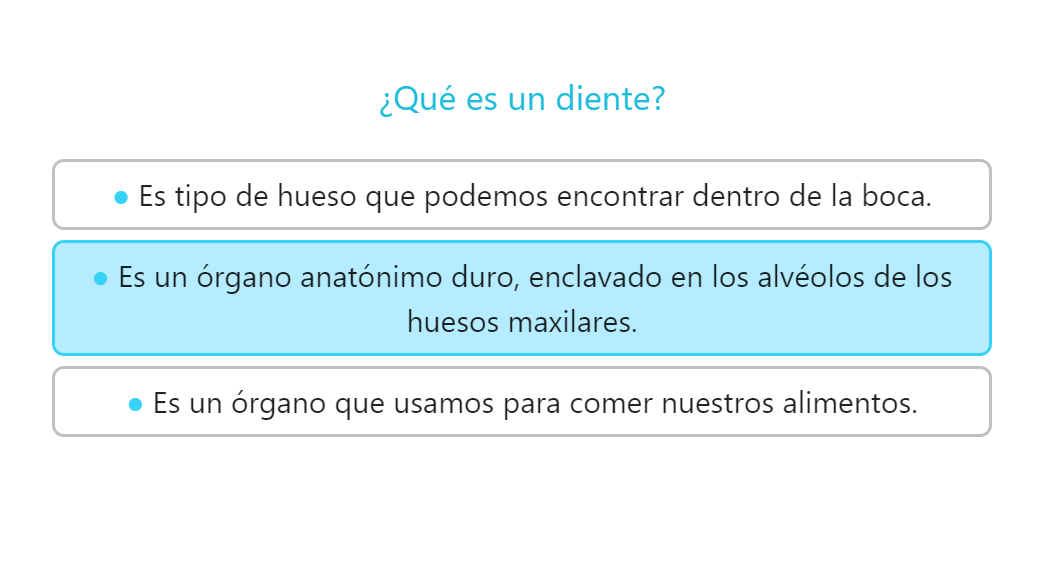 ¿Qué es un diente?
● Es tipo de hueso que podemos encontrar dentro de la boca.
● Es un órgano anatónimo duro, enclavado en los alvéolos de los
huesos maxilares.
● Es un órgano que usamos para comer nuestros alimentos.